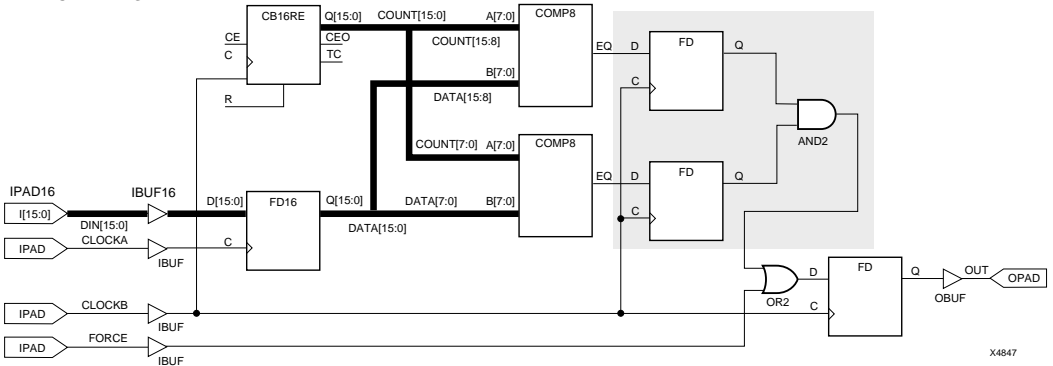 CB16RE Q[15:0] COUNT[15:0] A[7:0] COMP8
CE CEO COUNT[15:8] EQ D FD Q
C TC
B[7:0] C
R DATA[15:8] AND2
COUNT[7:0] A[7:0] COMP8
EQ D FD Q
IPAD16 IBUF16 D[15:0] FD16 Q[15:0] DATA[7:0] B[7:0]
I[15:0] DIN[15:0] DATA[15:0] C
IPAD CLOCKA IBUF C
D FD Q OUT OPAD
OR2 OBUF
IPAD CLOCKB IBUF C
IPAD FORCE IBUF
X4847